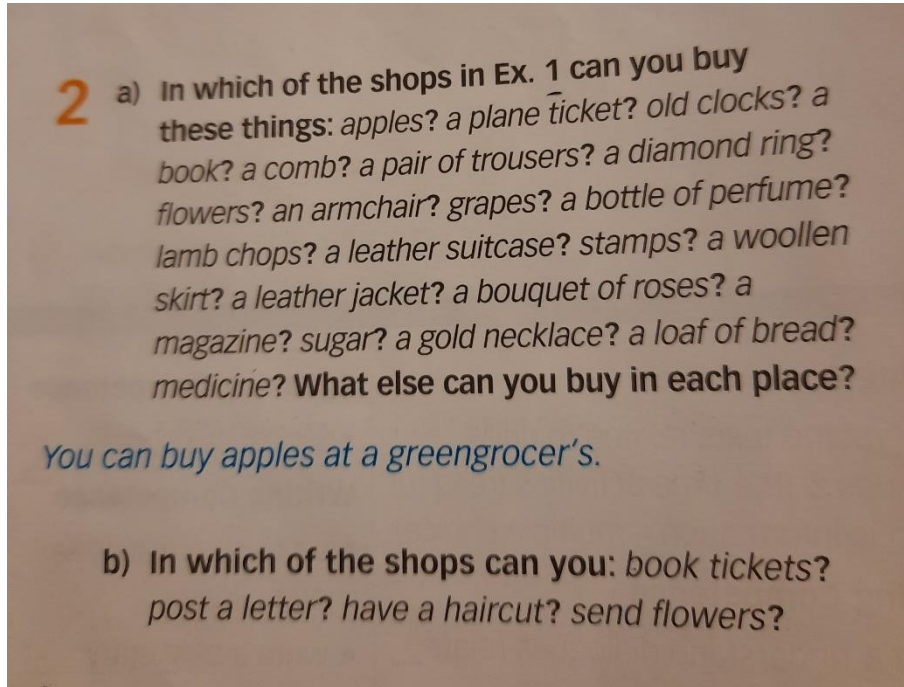 2 a) In which of the shops in Ex. 1 can you buy
these things: apples? a plane ticket? old clocks? a
book? a comb? a pair of trousers? a diamond ring?
flowers? an armchair? grapes? a bottle of perfume?
lamb chops? a leather suitcase? stamps? a woollen
skirt? a leather jacket? a bouquet of roses? a
magazine? sugar? a gold necklace? a loaf of bread?
medicine? What else can you buy in each place?
You can buy apples at a greengrocer's.
b) In which of the shops can you: book tickets?
post a letter? have a haircut? send flowers?